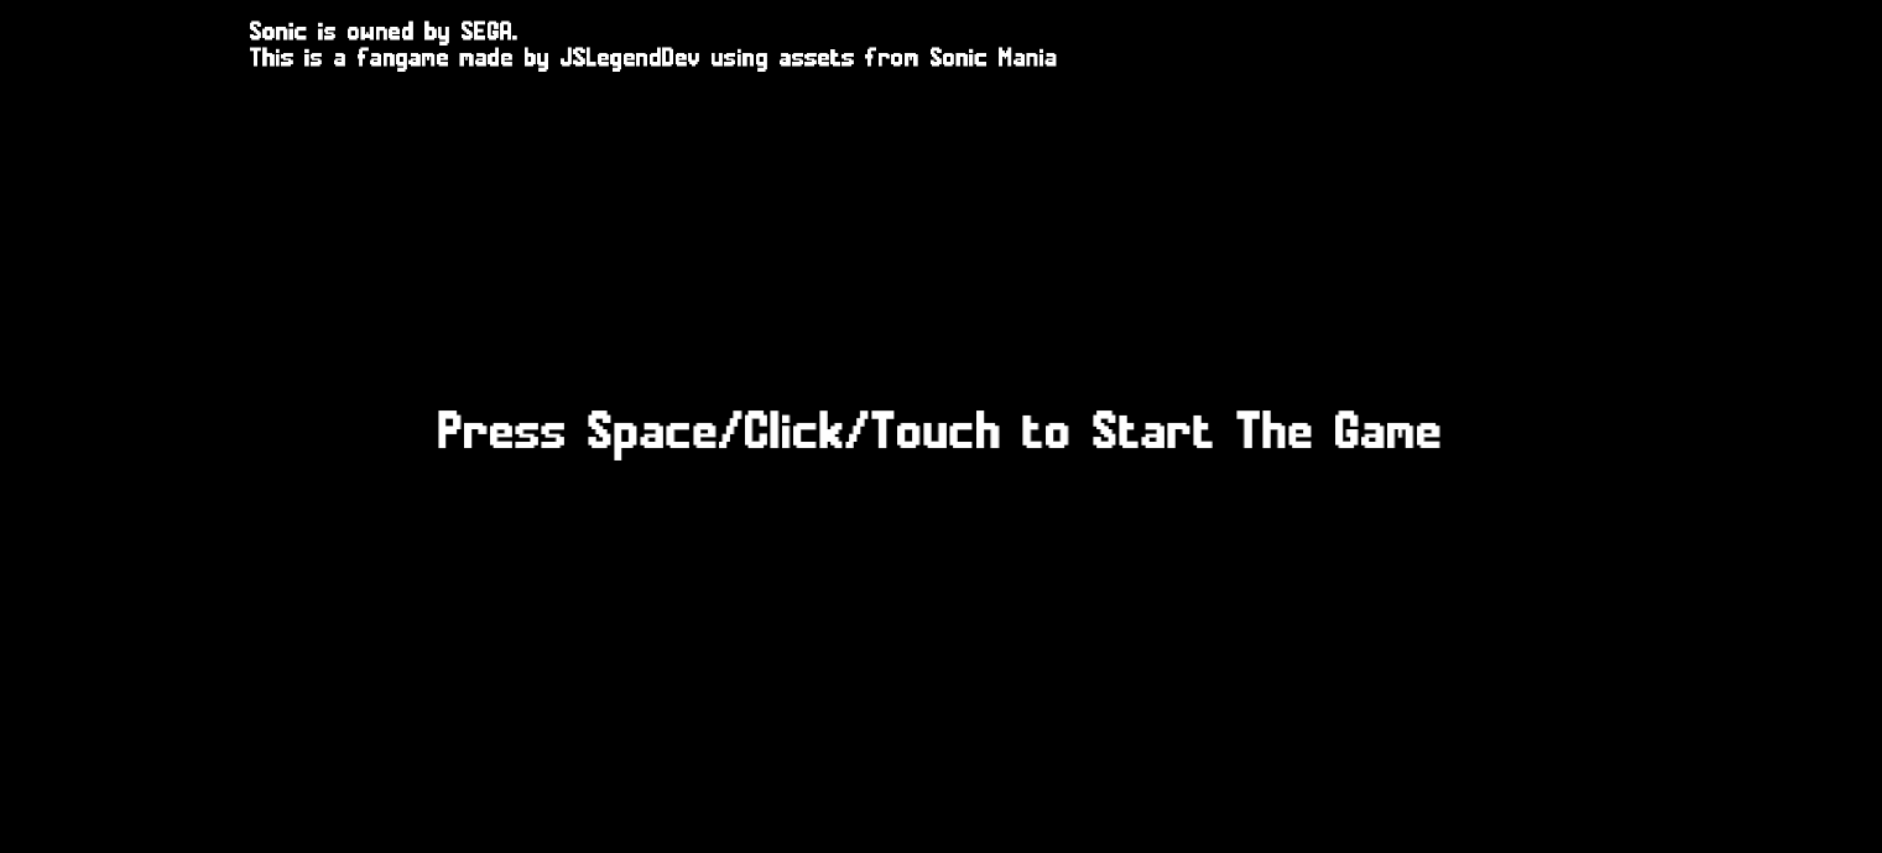 Sonic is owned by SEGA.
This is a fangame made by JSLegendDev using assets from Sonic Mania
Press Space/Click/Touch to Start The Game